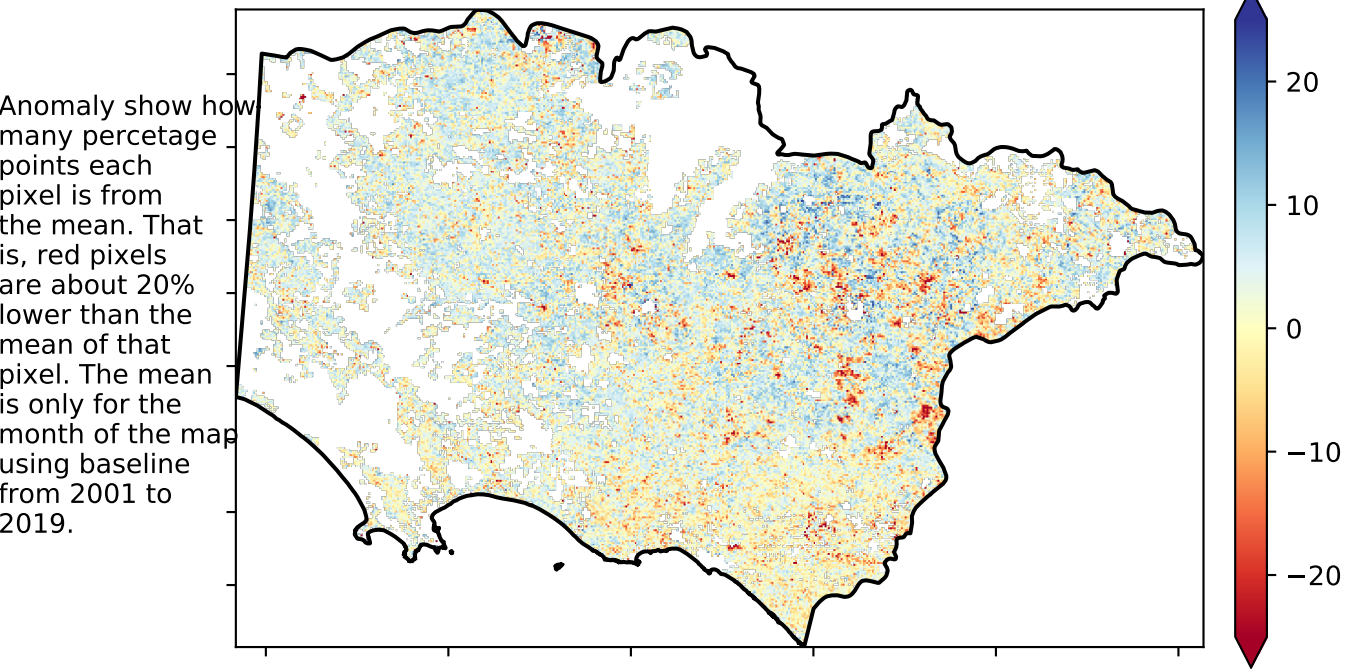 Anomaly show how
many percetage
points each
pixel is from
the mean. That
is, red pixels
are about 20%
lower than the
mean of that
pixel. The mean
is only for the
month of the map
using baseline
from 2001 to
2019.
20
10
0
−10
−20